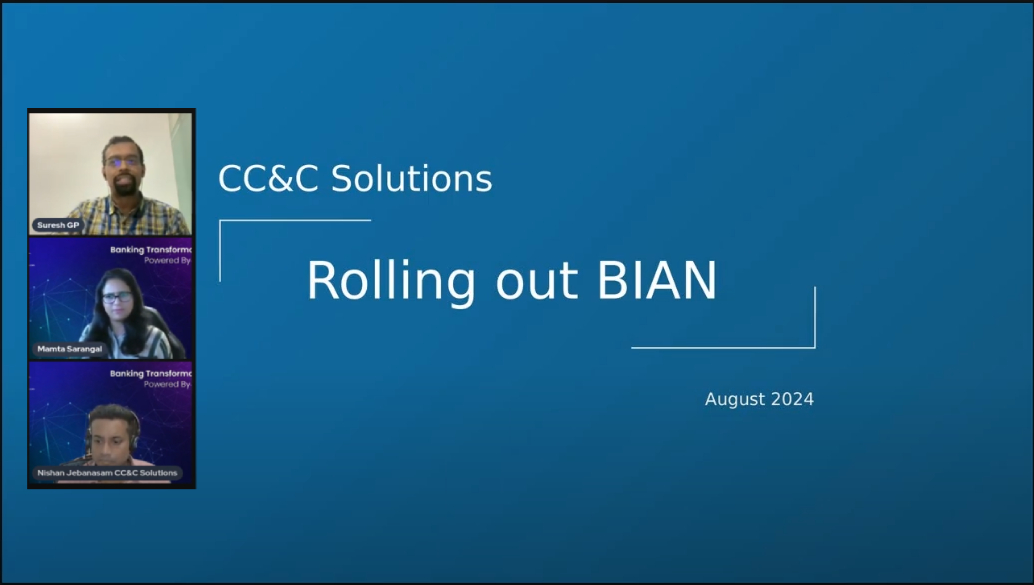 CC&C Solutions
Rolling out BIAN
August 2024
Suresh GP
Banking Transforma
Powered By
Mamta Sarangal
Banking Transforma
Powered By
Nishan Jebanasam CC&C Solutions